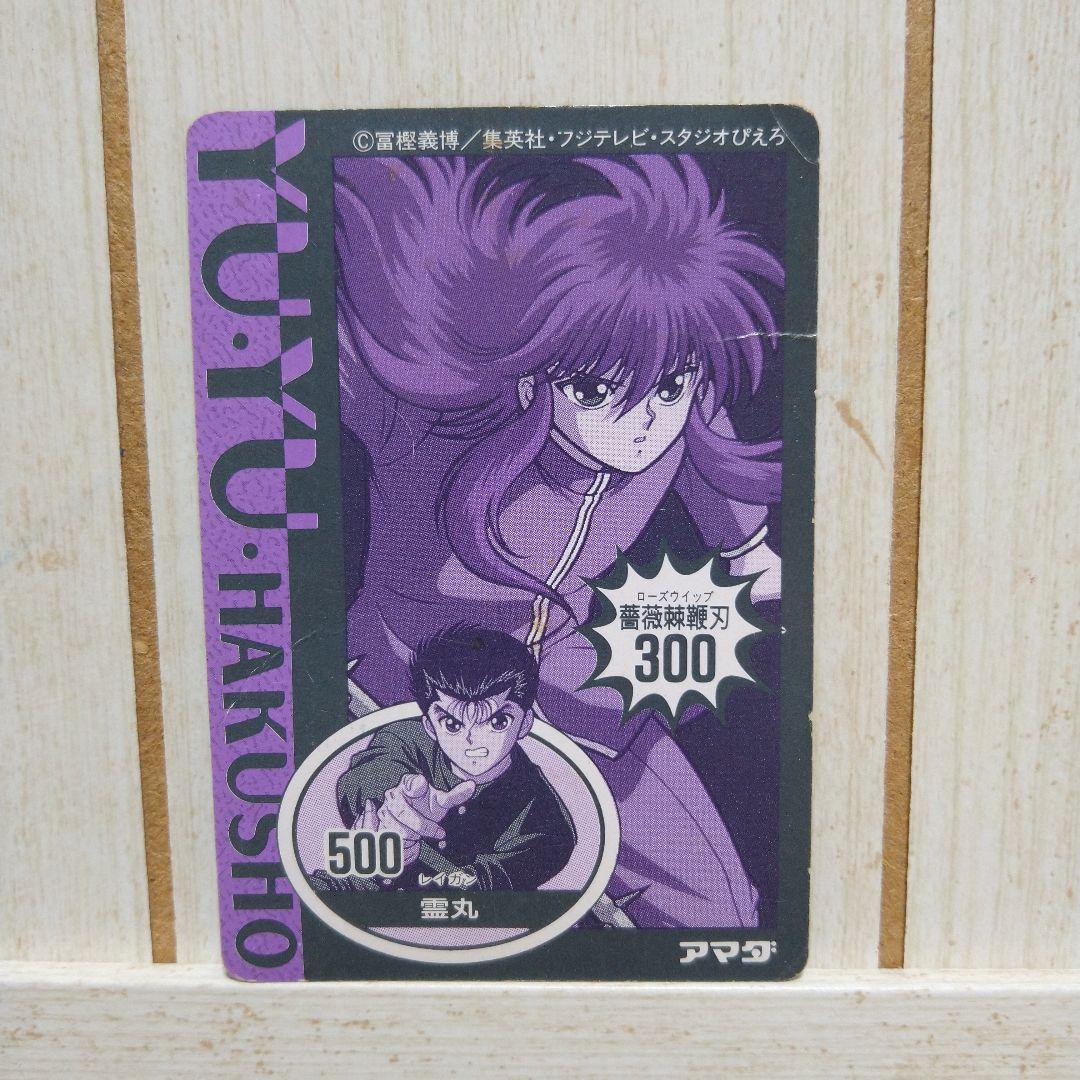 ©冨樫義博／集英社・フジテレビ・スタジオぴえろ
YU・YU・HAKUSHO
ローズウイップ
薔薇棘鞭刃
300
500
レイガン
霊丸
アマダ